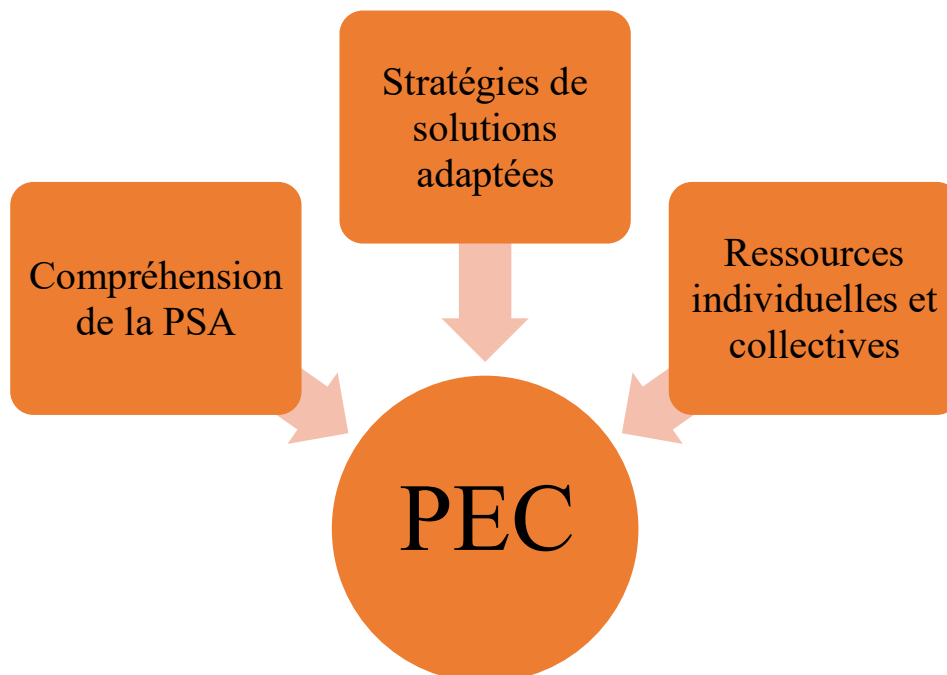 Stratégies de
solutions
adaptées
Compréhension
de la PSA
Ressources
individuelles et
collectives
PEC